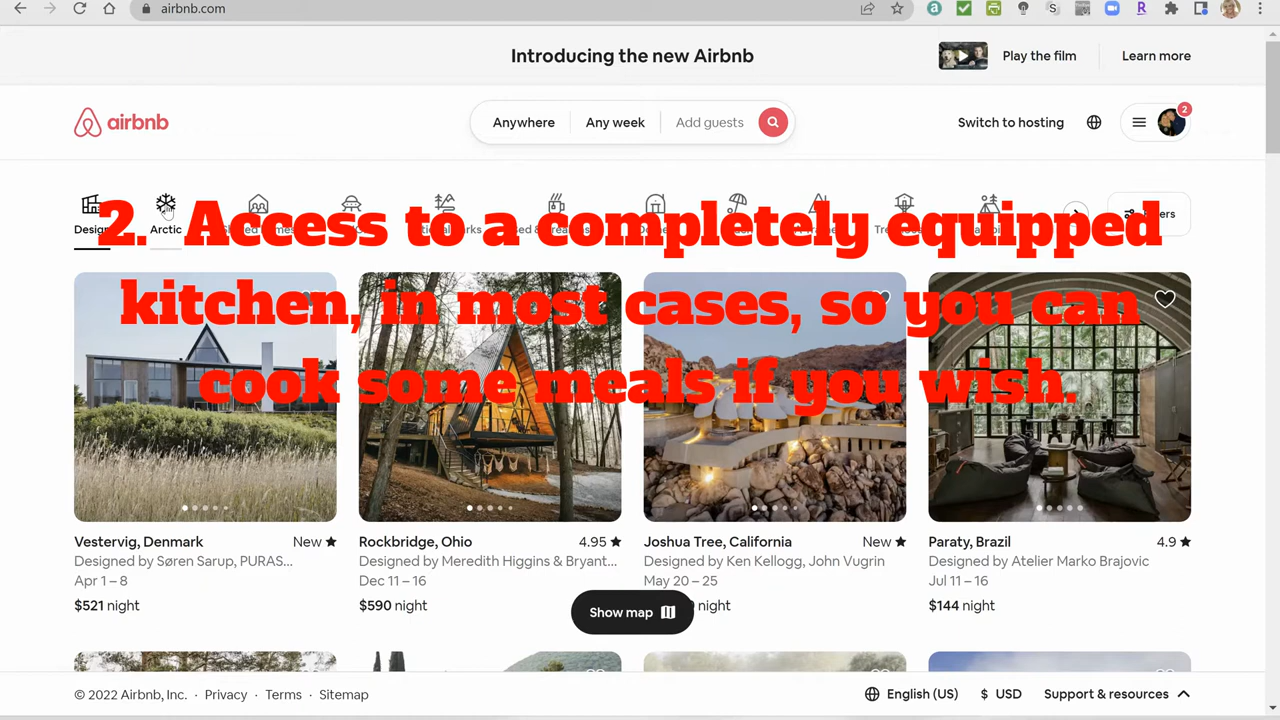 airbnb.com
Introducing the new Airbnb
Play the film
Learn more
airbnb
Anywhere
Any week
Add guests
Switch to hosting
2
2. Access to a completely equipped
kitchen, in most cases, so you can
cook some meals if you wish.
Design
Arctic
Vestervig, Denmark
New
Designed by Søren Sarup, PURAS...
Apr 1 – 8
$521 night
Rockbridge, Ohio
4.95
Designed by Meredith Higgins & Bryant...
Dec 11 – 16
$590 night
Joshua Tree, California
New
Designed by Ken Kellogg, John Vugrin
May 20 – 25
night
Paraty, Brazil
4.9
Designed by Atelier Marko Brajovic
Jul 11 – 16
$144 night
Show map
© 2022 Airbnb, Inc. · Privacy · Terms · Sitemap
English (US)
$ USD
Support & resources